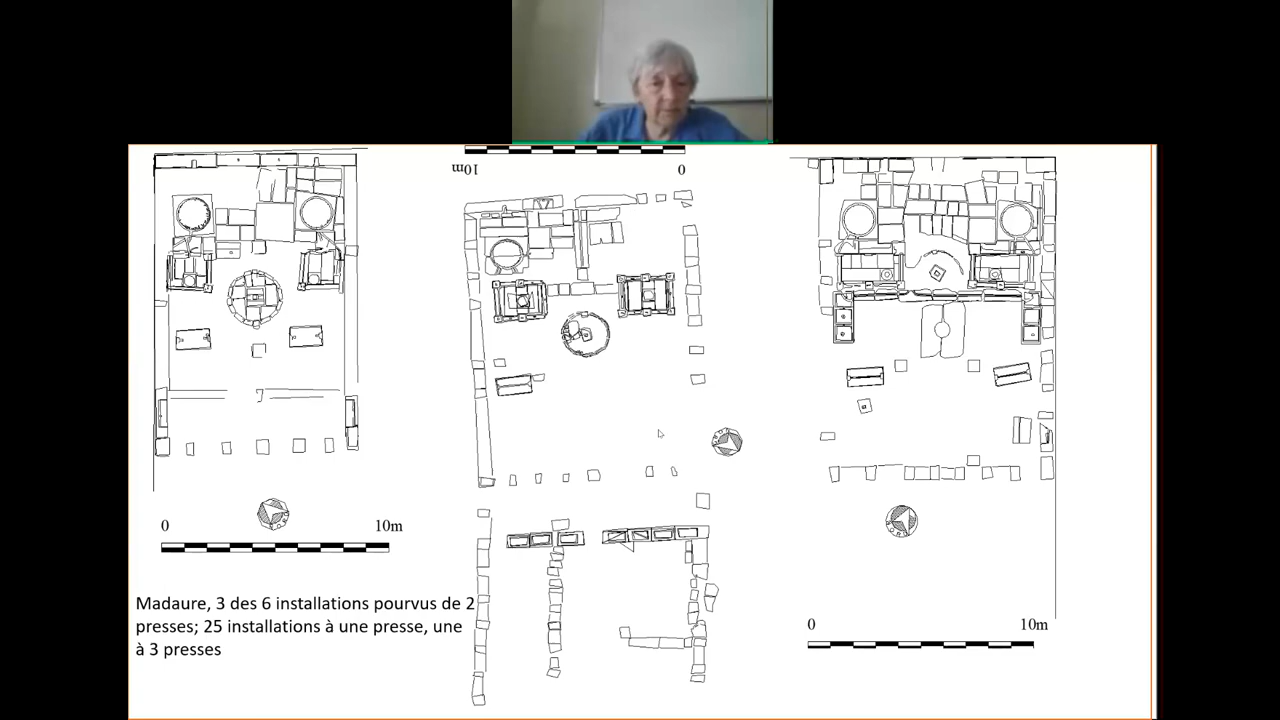 10m 0
0 10m
Madaure, 3 des 6 installations pourvus de 2
presses; 25 installations à une presse, une
à 3 presses
0 10m